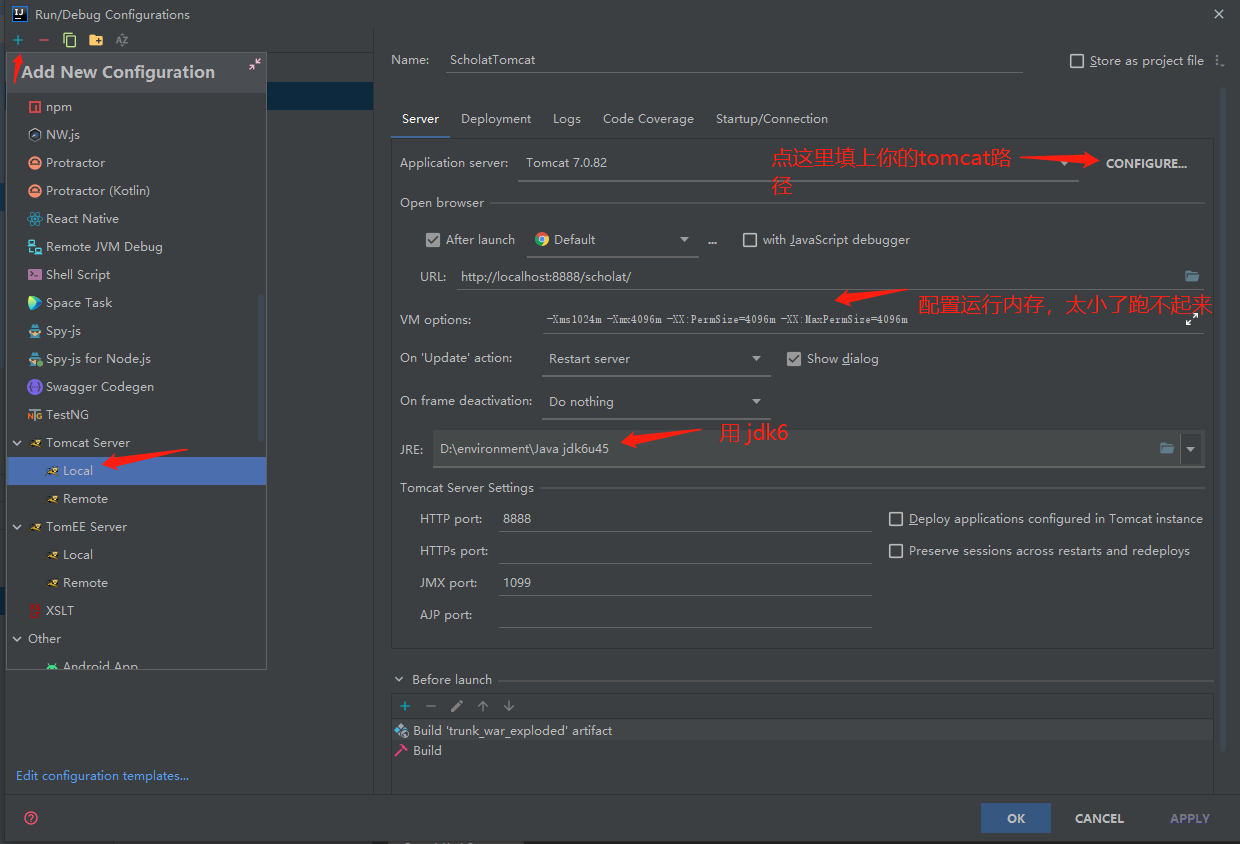 Run/Debug Configurations
Add New Configuration
npm
NW.js
Protractor
Protractor (Kotlin)
React Native
Remote JVM Debug
Shell Script
Space Task
Spy-js
Spy-js for Node.js
Swagger Codegen
TestNG
Tomcat Server
Local
Remote
TomEE Server
Local
Remote
XSLT
Other
Android App
Edit configuration templates...
Name: ScholatTomcat
Store as project file
Server Deployment Logs Code Coverage Startup/Connection
Application server: Tomcat 7.0.82
点这里填上你的tomcat路
径
CONFIGURE...
Open browser
After launch Default ... with JavaScript debugger
URL: http://localhost:8888/scholat/
配置运行内存，太小了跑不起来
VM options: -Xms1024m -Xmx4096m -XX:PermSize=4096m -XX:MaxPermSize=4096m
On 'Update' action: Restart server Show dialog
On frame deactivation: Do nothing
用 jdk6
JRE: D:\environment\Java jdk6u45
Tomcat Server Settings
HTTP port: 8888 Deploy applications configured in Tomcat instance
HTTPs port: Preserve sessions across restarts and redeploys
JMX port: 1099
AJP port:
Before launch
Build 'trunk_war_exploded' artifact
Build
OK CANCEL APPLY